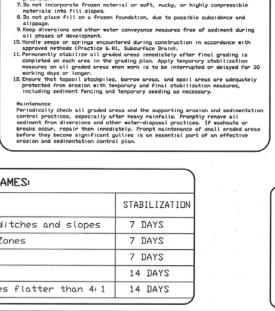 7. Do not incorporate frozen material or soft, mucky, or highly compressible
materials into fill slopes.
8. Do not place fill on a frozen foundation, due to possible subsidence and
slippage.
9. Keep diversions and other water conveyance measures free of sediment during
all phases of development.
10. Handle seeps or springs encountered during construction in accordance with
approved methods (Practice 6.81, Subsurface Drain).
11. Permanently stabilize all graded areas immediately after final grading is
completed on each area in the grading plan. Apply temporary stabilization
measures on all graded areas when work is to be interrupted or delayed for 30
working days or longer.
12. Ensure that topsoil stockpiles, borrow areas, and spoil areas are adequately
protected from erosion with temporary and final stabilization measures,
including sediment fencing and temporary seeding as necessary.
Maintenance
Periodically check all graded areas and the supporting erosion and sedimentation
control practices, especially after heavy rainfalls. Promptly remove all
sediment from diversions and other water-disposal practices. If washouts or
breaks occur, repair them immediately. Prompt maintenance of small eroded areas
before they become significant gullies is an essential part of an effective
erosion and sedimentation control plan.
AMES:
STABILIZATION
ditches and slopes 7 DAYS
Zones 7 DAYS
7 DAYS
14 DAYS
es flatter than 4:1 14 DAYS